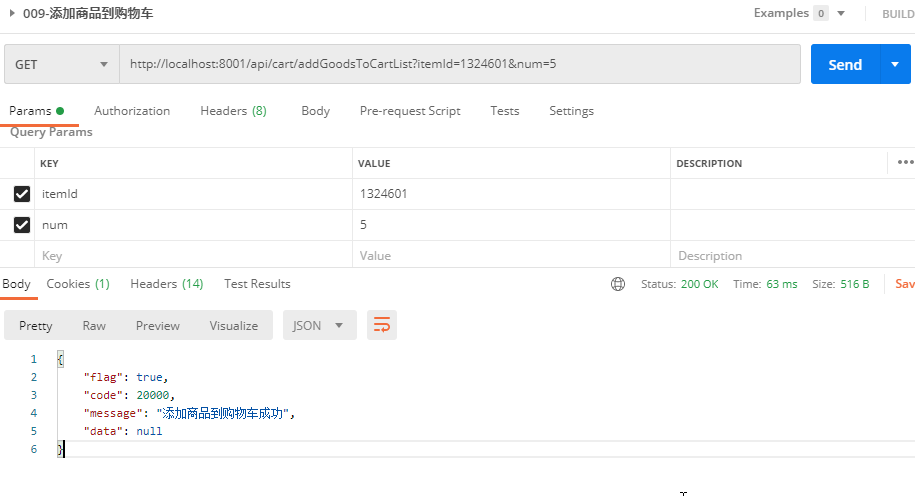 009-添加商品到购物车 Examples 0 BUILD
GET http://localhost:8001/api/cart/addGoodsToCartList?itemId=1324601&num=5 Send
Params Authorization Headers (8) Body Pre-request Script Tests Settings
Query Params
KEY VALUE DESCRIPTION
itemId 1324601
num 5
Key Value Description
Body Cookies (1) Headers (14) Test Results Status: 200 OK Time: 63 ms Size: 516 B Sav
Pretty Raw Preview Visualize JSON
1 {
2 "flag": true,
3 "code": 20000,
4 "message": "添加商品到购物车成功",
5 "data": null
6 }